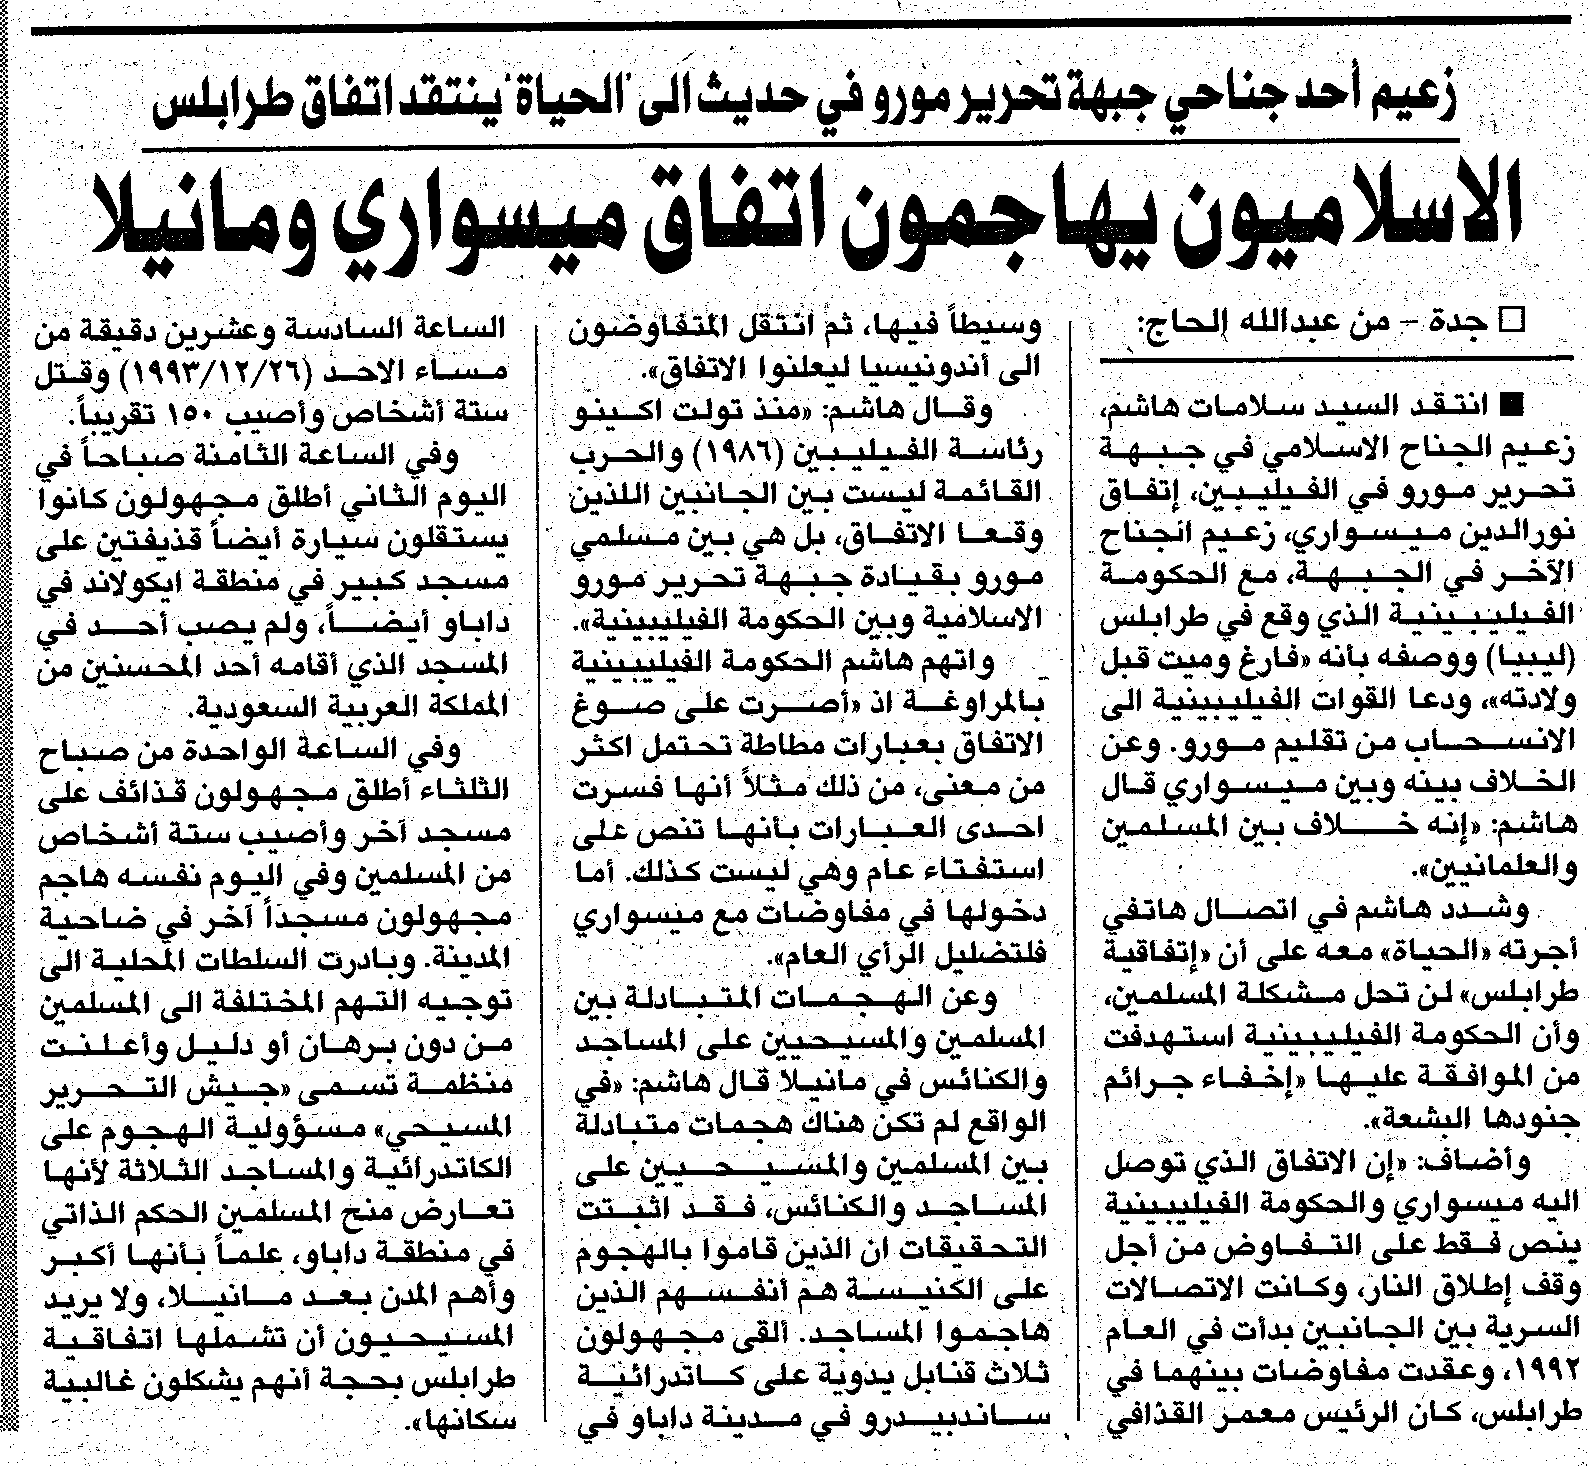 زعيم أحد جناحي جبهة تحرير مورو في حديث الى "الحياة" ينتقد اتفاق طرابلس
الاسلاميون يهاجمون اتفاق ميسواري ومانيلا
□ جدة - من عبدالله الحاج:
■ انتقد السيد سلامات هاشم،
زعيم الجناح الاسلامي في جبهة
تحرير مورو في الفيليبين، إتفاق
نورالدين ميسواري، زعيم الجناح
الآخر في الجبهة، مع الحكومة
الفيليبينية الذي وقع في طرابلس
(ليبيا) ووصفه بأنه «فارغ وميت قبل
ولادته»، ودعا القوات الفيليبينية الى
الانسحاب من تقليم مورو. وعن
الخلاف بينه وبين ميسواري قال
هاشم: «إنه خلاف بين المسلمين
والعلمانيين».
وشدد هاشم في اتصال هاتفي
أجرته «الحياة» معه على أن «إتفاقية
طرابلس» لن تحل مشكلة المسلمين،
وأن الحكومة الفيليبينية استهدفت
من الموافقة عليها «إخفاء جرائم
جنودها البشعة».
وأضاف: «إن الاتفاق الذي توصل
اليه ميسواري والحكومة الفيليبينية
ينص فقط على التفاوض من أجل
وقف إطلاق النار، وكانت الاتصالات
السرية بين الجانبين بدأت في العام
١٩٩٢، وعقدت مفاوضات بينهما في
طرابلس، كان الرئيس معمر القذافي
وسيطاً فيها، ثم انتقل المتفاوضون
الى أندونيسيا ليعلنوا الاتفاق».
وقال هاشم: «منذ تولت اكينو
رئاسة الفيليبين (١٩٨٦) والحرب
القائمة ليست بين الجانبين اللذين
وقعا الاتفاق، بل هي بين مسلمي
مورو بقيادة جبهة تحرير مورو
الاسلامية وبين الحكومة الفيليبينية».
واتهم هاشم الحكومة الفيليبينية
بالمراوغة اذ «أصرت على صوغ
الاتفاق بعبارات مطاطة تحتمل اكثر
من معنى، من ذلك مثلاً أنها فسرت
احدى العبارات بأنها تنص على
استفتاء عام وهي ليست كذلك. أما
دخولها في مفاوضات مع ميسواري
فلتضليل الرأي العام».
وعن الهجمات المتبادلة بين
المسلمين والمسيحيين على المساجد
والكنائس في مانيلا قال هاشم: «في
الواقع لم تكن هناك هجمات متبادلة
بين المسلمين والمسيحيين على
المساجد والكنائس، فقد اثبتت
التحقيقات ان الذين قاموا بالهجوم
على الكنيسة هم أنفسهم الذين
هاجموا المساجد. ألقى مجهولون
ثلاث قنابل يدوية على كاتدرائية
ساندبيدرو في مدينة داباو في
الساعة السادسة وعشرين دقيقة من
مساء الاحد (١٩٩٣/١٢/٢٦) وقتل
ستة أشخاص وأصيب ١٥٠ تقريباً.
وفي الساعة الثامنة صباحاً في
اليوم الثاني أطلق مجهولون كانوا
يستقلون سيارة أيضاً قذيفتين على
مسجد كبير في منطقة ايكولاند في
داباو أيضاً، ولم يصب أحد في
المسجد الذي أقامه أحد المحسنين من
المملكة العربية السعودية.
وفي الساعة الواحدة من صباح
الثلثاء أطلق مجهولون قذائف على
مسجد آخر وأصيب ستة أشخاص
من المسلمين وفي اليوم نفسه هاجم
مجهولون مسجداً آخر في ضاحية
المدينة. وبادرت السلطات المحلية الى
توجيه التهم المختلفة الى المسلمين
من دون برهان أو دليل وأعلنت
منظمة تسمى «جيش التحرير
المسيحي» مسؤولية الهجوم على
الكاتدرائية والمساجد الثلاثة لأنها
تعارض منح المسلمين الحكم الذاتي
في منطقة داباو، علماً بأنها أكبر
وأهم المدن بعد مانيلا، ولا يريد
المسيحيون أن تشملها اتفاقية
طرابلس بحجة أنهم يشكلون غالبية
سكانها».